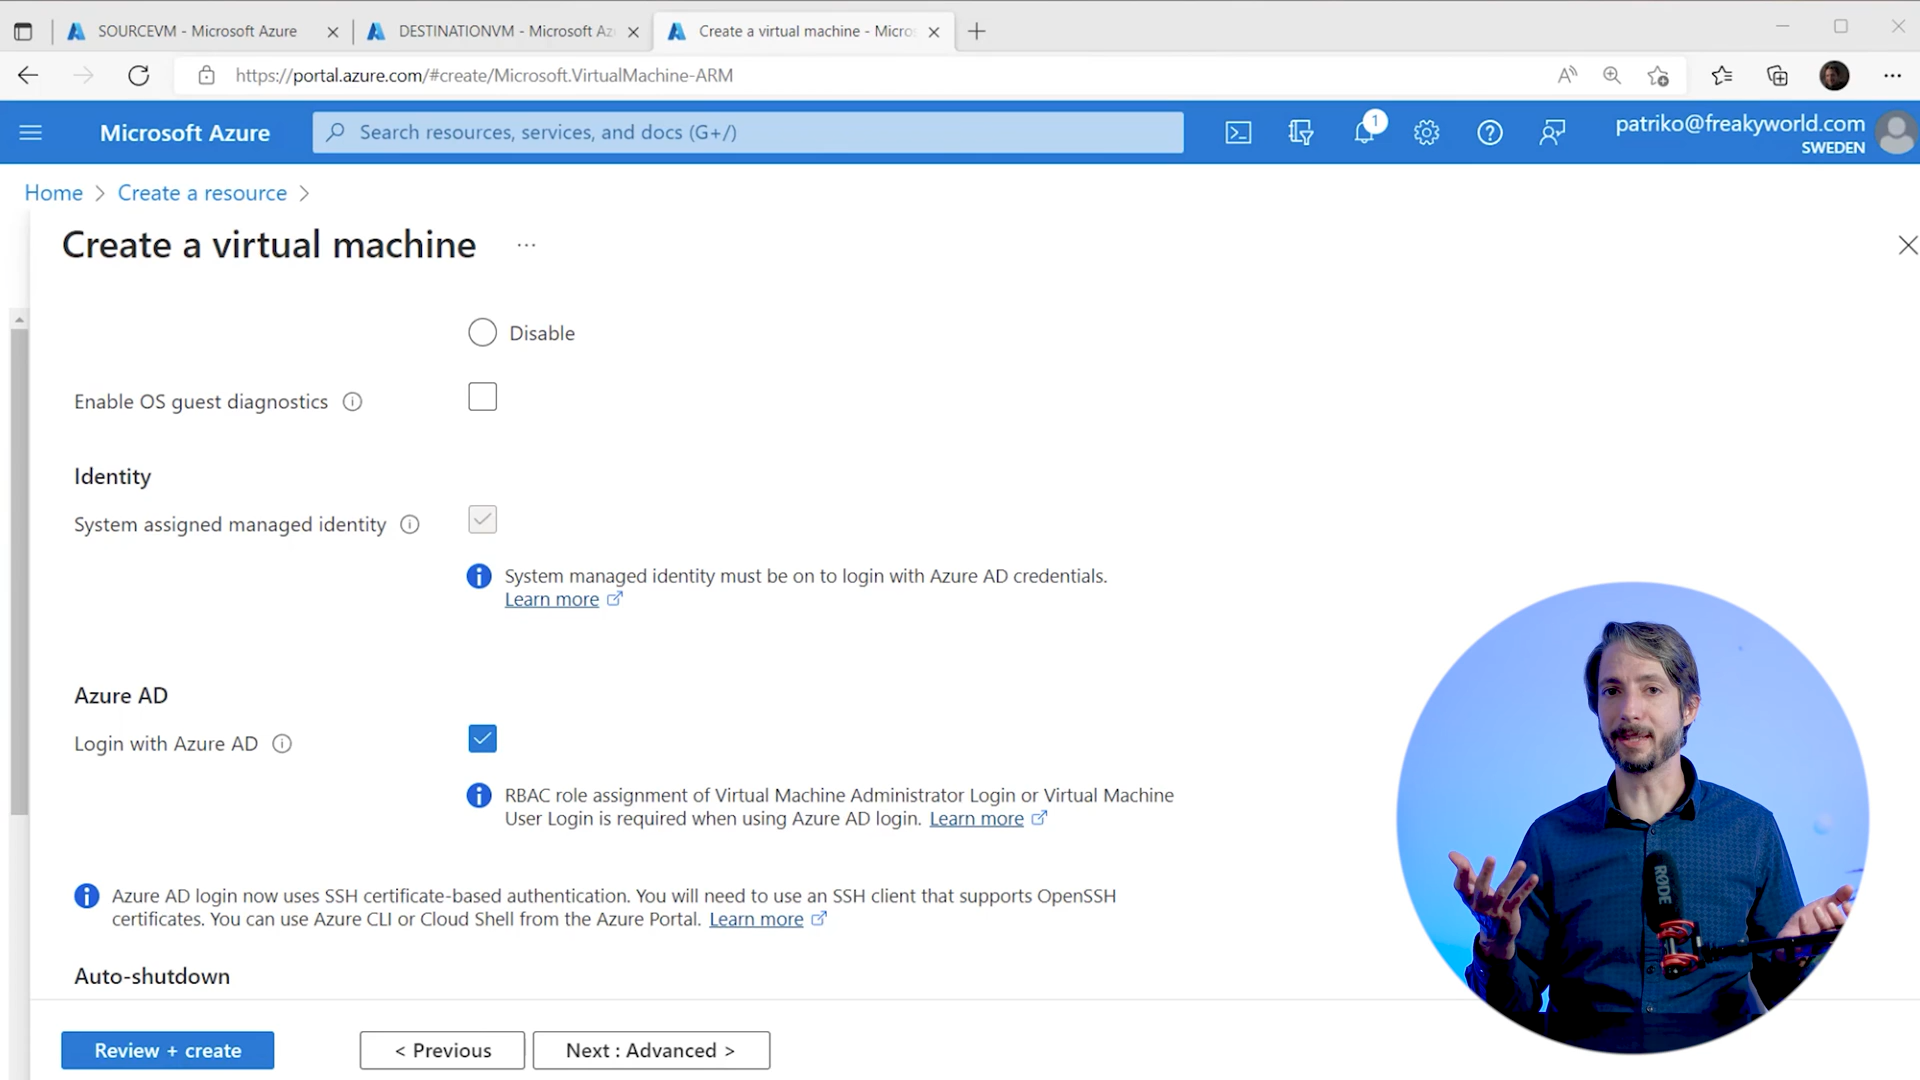 SOURCEVM - Microsoft Azure
DESTINATIONVM - Microsoft Az
Create a virtual machine - Micros
https://portal.azure.com/#create/Microsoft.VirtualMachine-ARM
Microsoft Azure
Search resources, services, and docs (G+/)
1
patriko@freakyworld.com
SWEDEN
Home > Create a resource >
Create a virtual machine ...
Disable
Enable OS guest diagnostics
Identity
System assigned managed identity
System managed identity must be on to login with Azure AD credentials.
Learn more
Azure AD
Login with Azure AD
RBAC role assignment of Virtual Machine Administrator Login or Virtual Machine
User Login is required when using Azure AD login. Learn more
Azure AD login now uses SSH certificate-based authentication. You will need to use an SSH client that supports OpenSSH
certificates. You can use Azure CLI or Cloud Shell from the Azure Portal. Learn more
RØDE
Auto-shutdown
Review + create
< Previous
Next : Advanced >